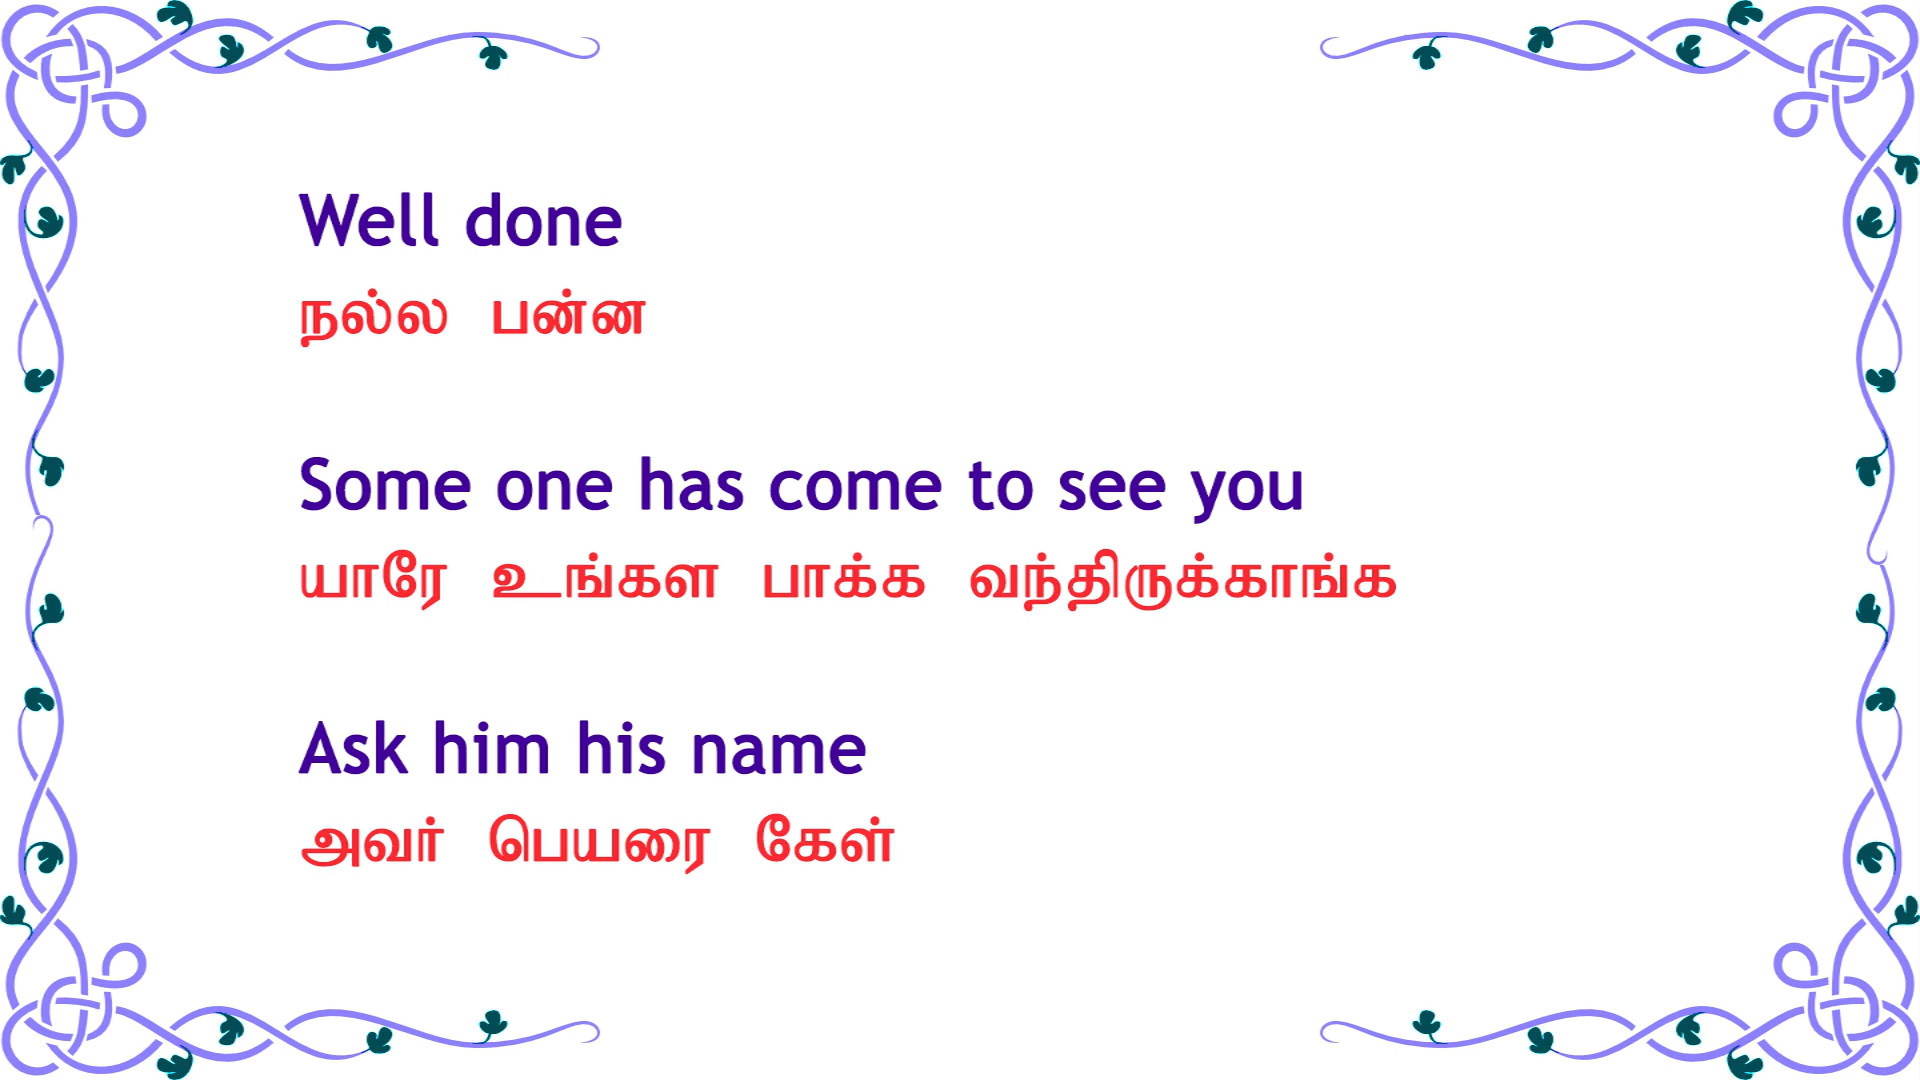 Well done
நல்ல பன்ன
Some one has come to see you
யாரே உங்கள பாக்க வந்திருக்காங்க
Ask him his name
அவர் பெயரை கேள்